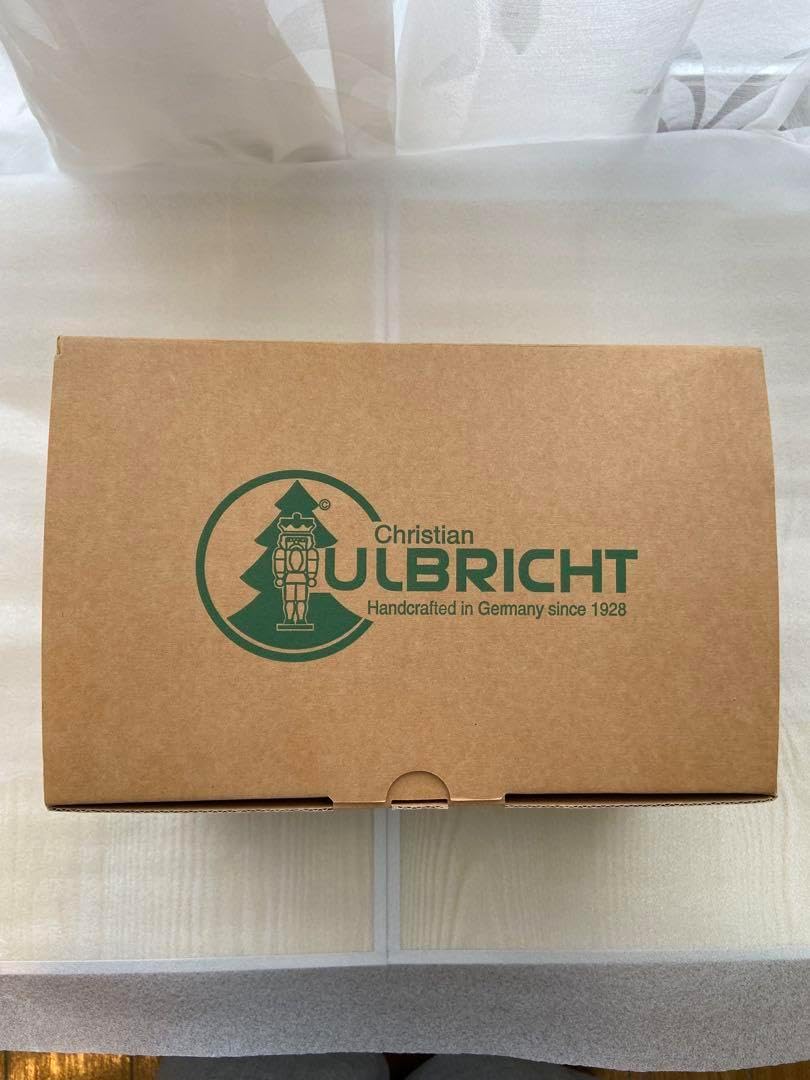 ©
Christian
ULBRICHT
Handcrafted in Germany since 1928